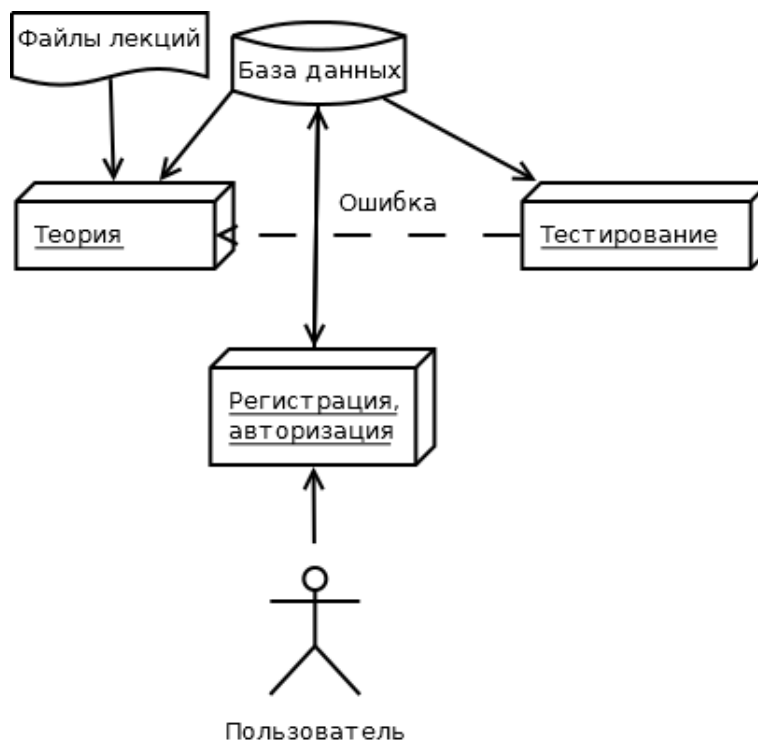 Файлы лекций
База данных
Ошибка
Теория
Тестирование
Регистрация,
авторизация
Пользователь